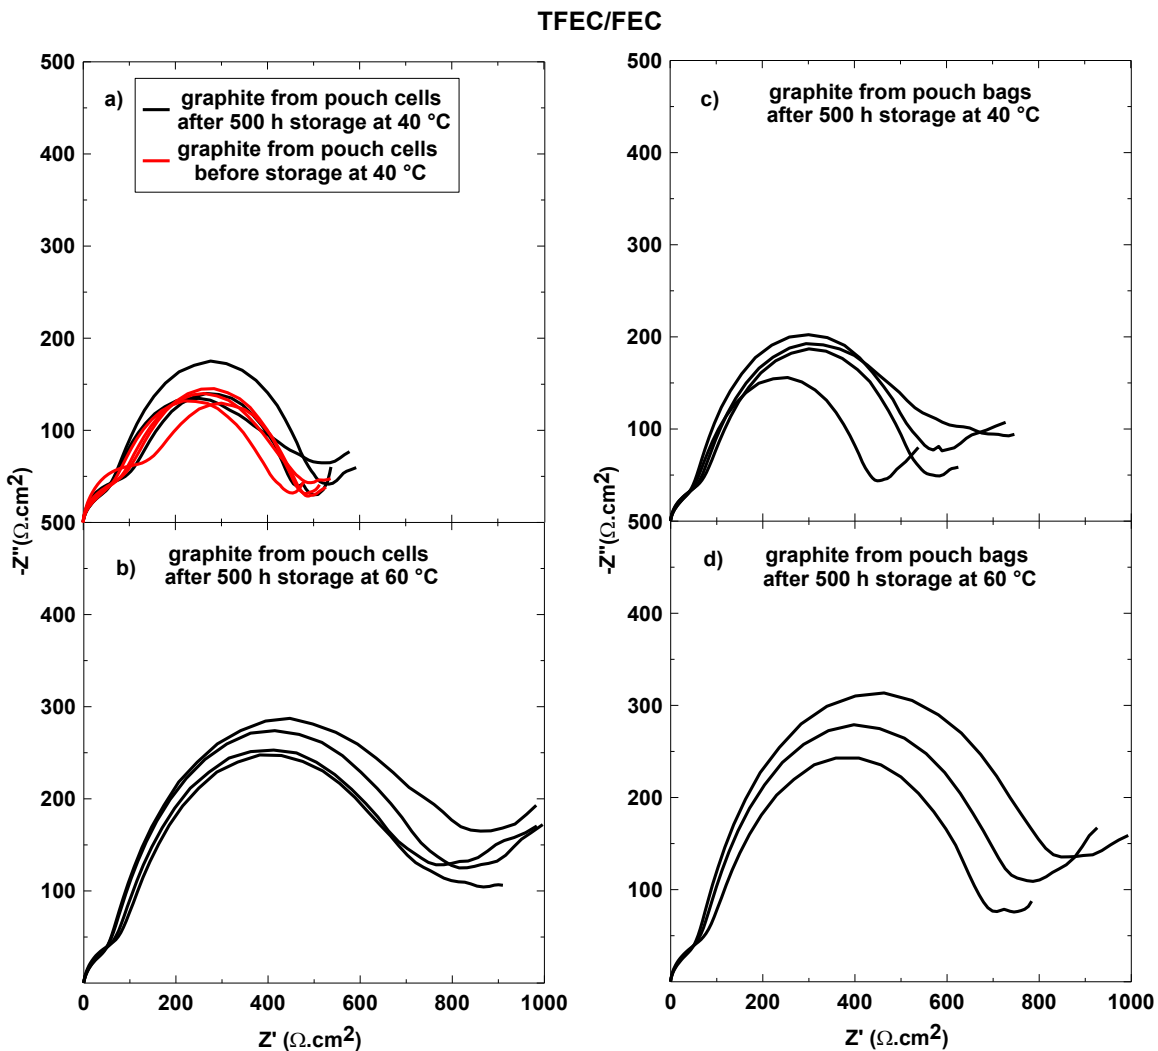 TFEC/FEC
500
400
300
200
100
500
a)
graphite from pouch cells
after 500 h storage at 40 °C
graphite from pouch cells
before storage at 40 °C
500
400
300
200
100
500
c)
graphite from pouch bags
after 500 h storage at 40 °C
-Z''(Ω.cm2)
-Z''(Ω.cm2)
400
300
200
100
b)
graphite from pouch cells
after 500 h storage at 60 °C
400
300
200
100
d)
graphite from pouch bags
after 500 h storage at 60 °C
0 200 400 600 800 1000
0 200 400 600 800 1000
Z' (Ω.cm2)
Z' (Ω.cm2)